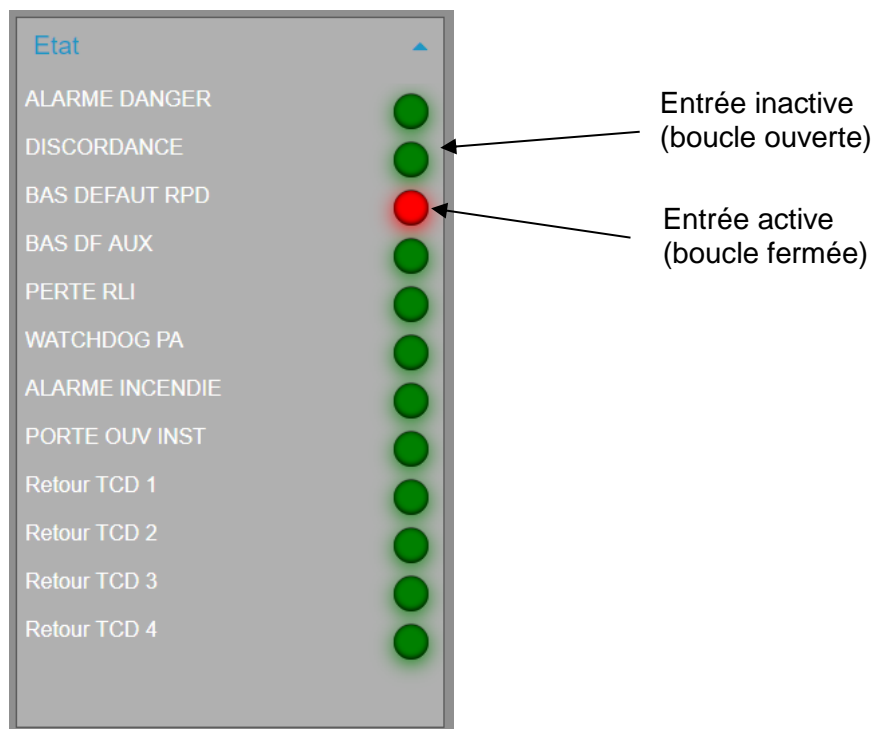 Etat
ALARME DANGER
DISCORDANCE
BAS DEFAUT RPD
BAS DF AUX
PERTE RLI
WATCHDOG PA
ALARME INCENDIE
PORTE OUV INST
Retour TCD 1
Retour TCD 2
Retour TCD 3
Retour TCD 4
Entrée inactive
(boucle ouverte)
Entrée active
(boucle fermée)